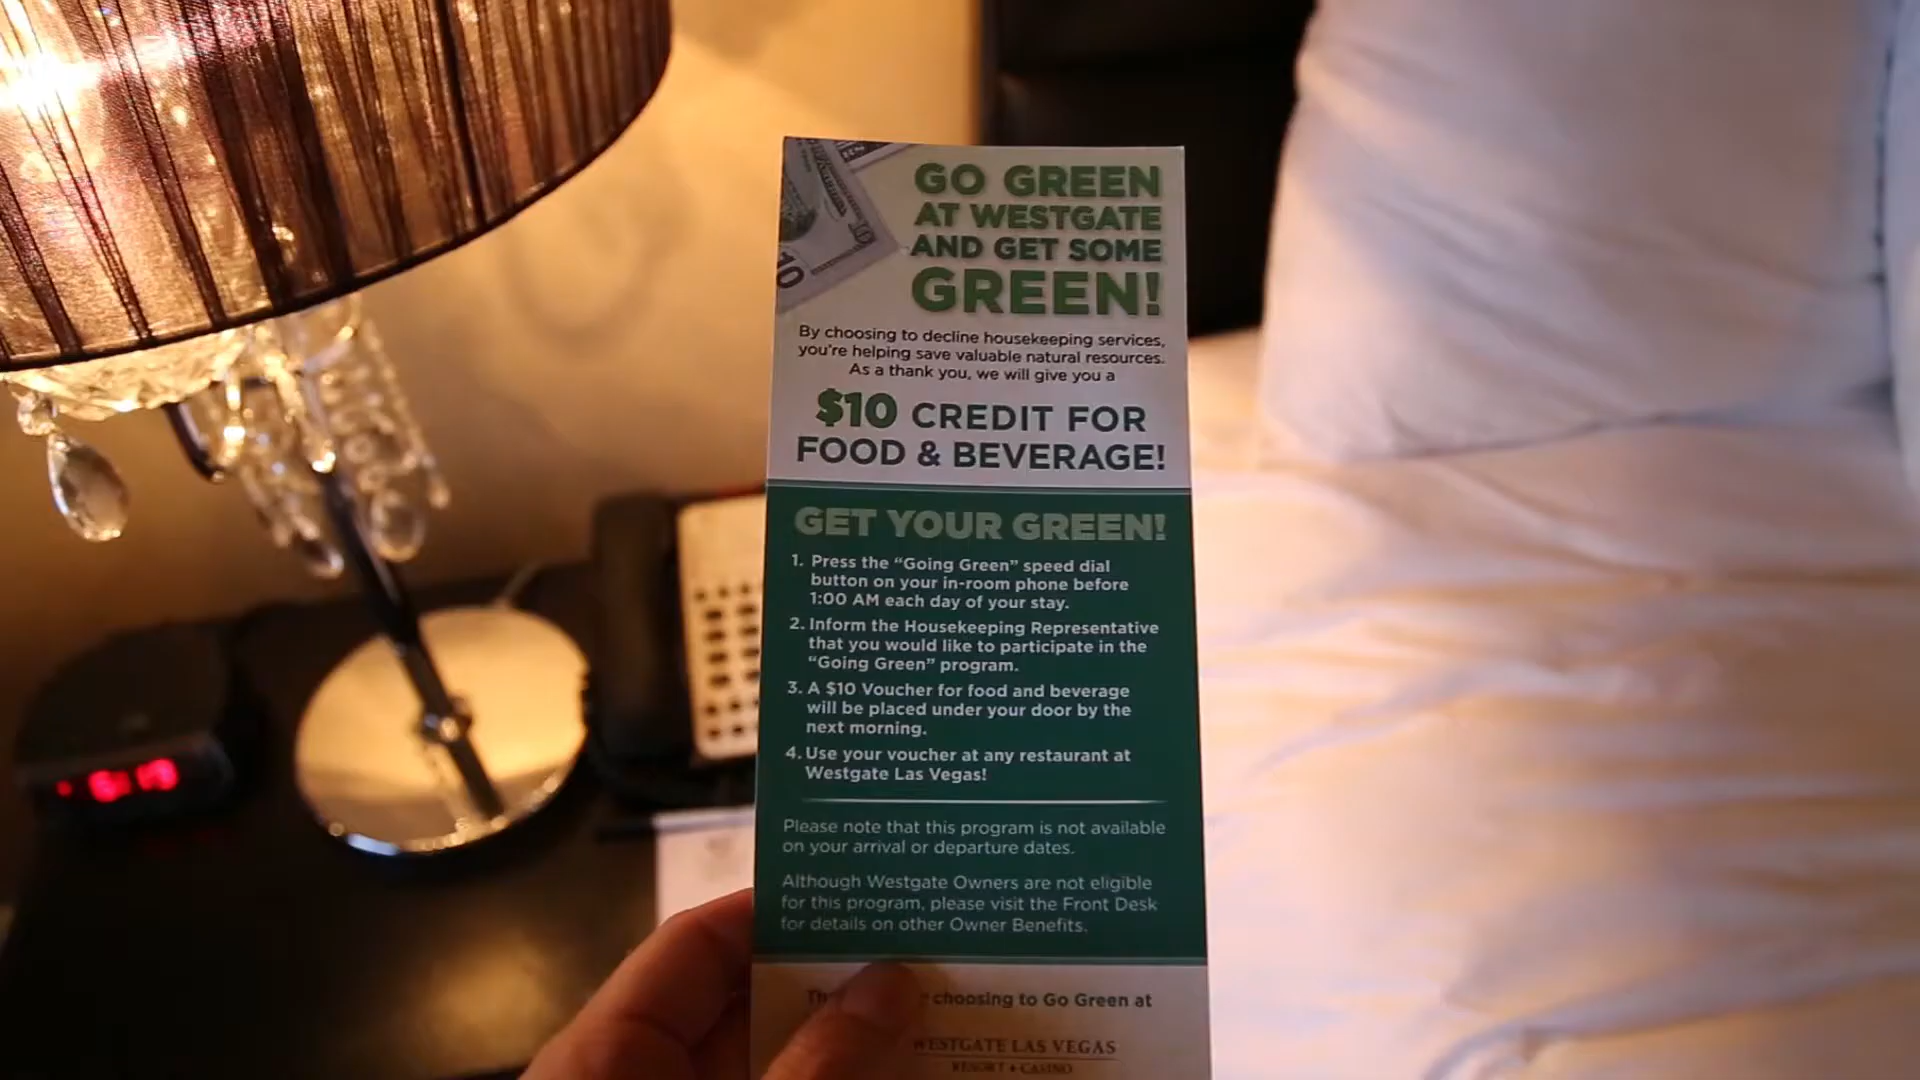 10
10
GO GREEN
AT WESTGATE
AND GET SOME
GREEN!
By choosing to decline housekeeping services,
you're helping save valuable natural resources.
As a thank you, we will give you a
$10 CREDIT FOR
FOOD & BEVERAGE!
GET YOUR GREEN!
1. Press the “Going Green” speed dial
button on your in-room phone before
1:00 AM each day of your stay.
2. Inform the Housekeeping Representative
that you would like to participate in the
“Going Green” program.
3. A $10 Voucher for food and beverage
will be placed under your door by the
next morning.
4. Use your voucher at any restaurant at
Westgate Las Vegas!
Please note that this program is not available
on your arrival or departure dates.
Although Westgate Owners are not eligible
for this program, please visit the Front Desk
for details on other Owner Benefits.
choosing to Go Green at
WESTGATE LAS VEGAS
RESORT + CASINO